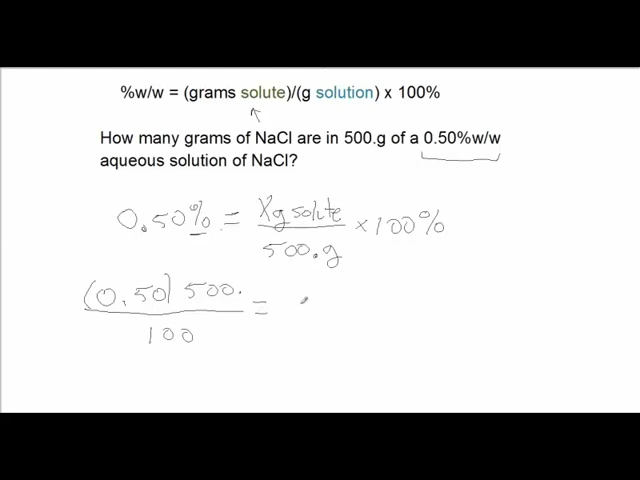 %w/w = (grams solute)/(g solution) x 100%
How many grams of NaCl are in 500.g of a 0.50%w/w
aqueous solution of NaCl?
0.50% = Xg solute / 500.g × 100%
(0.50) 500. / 100 =